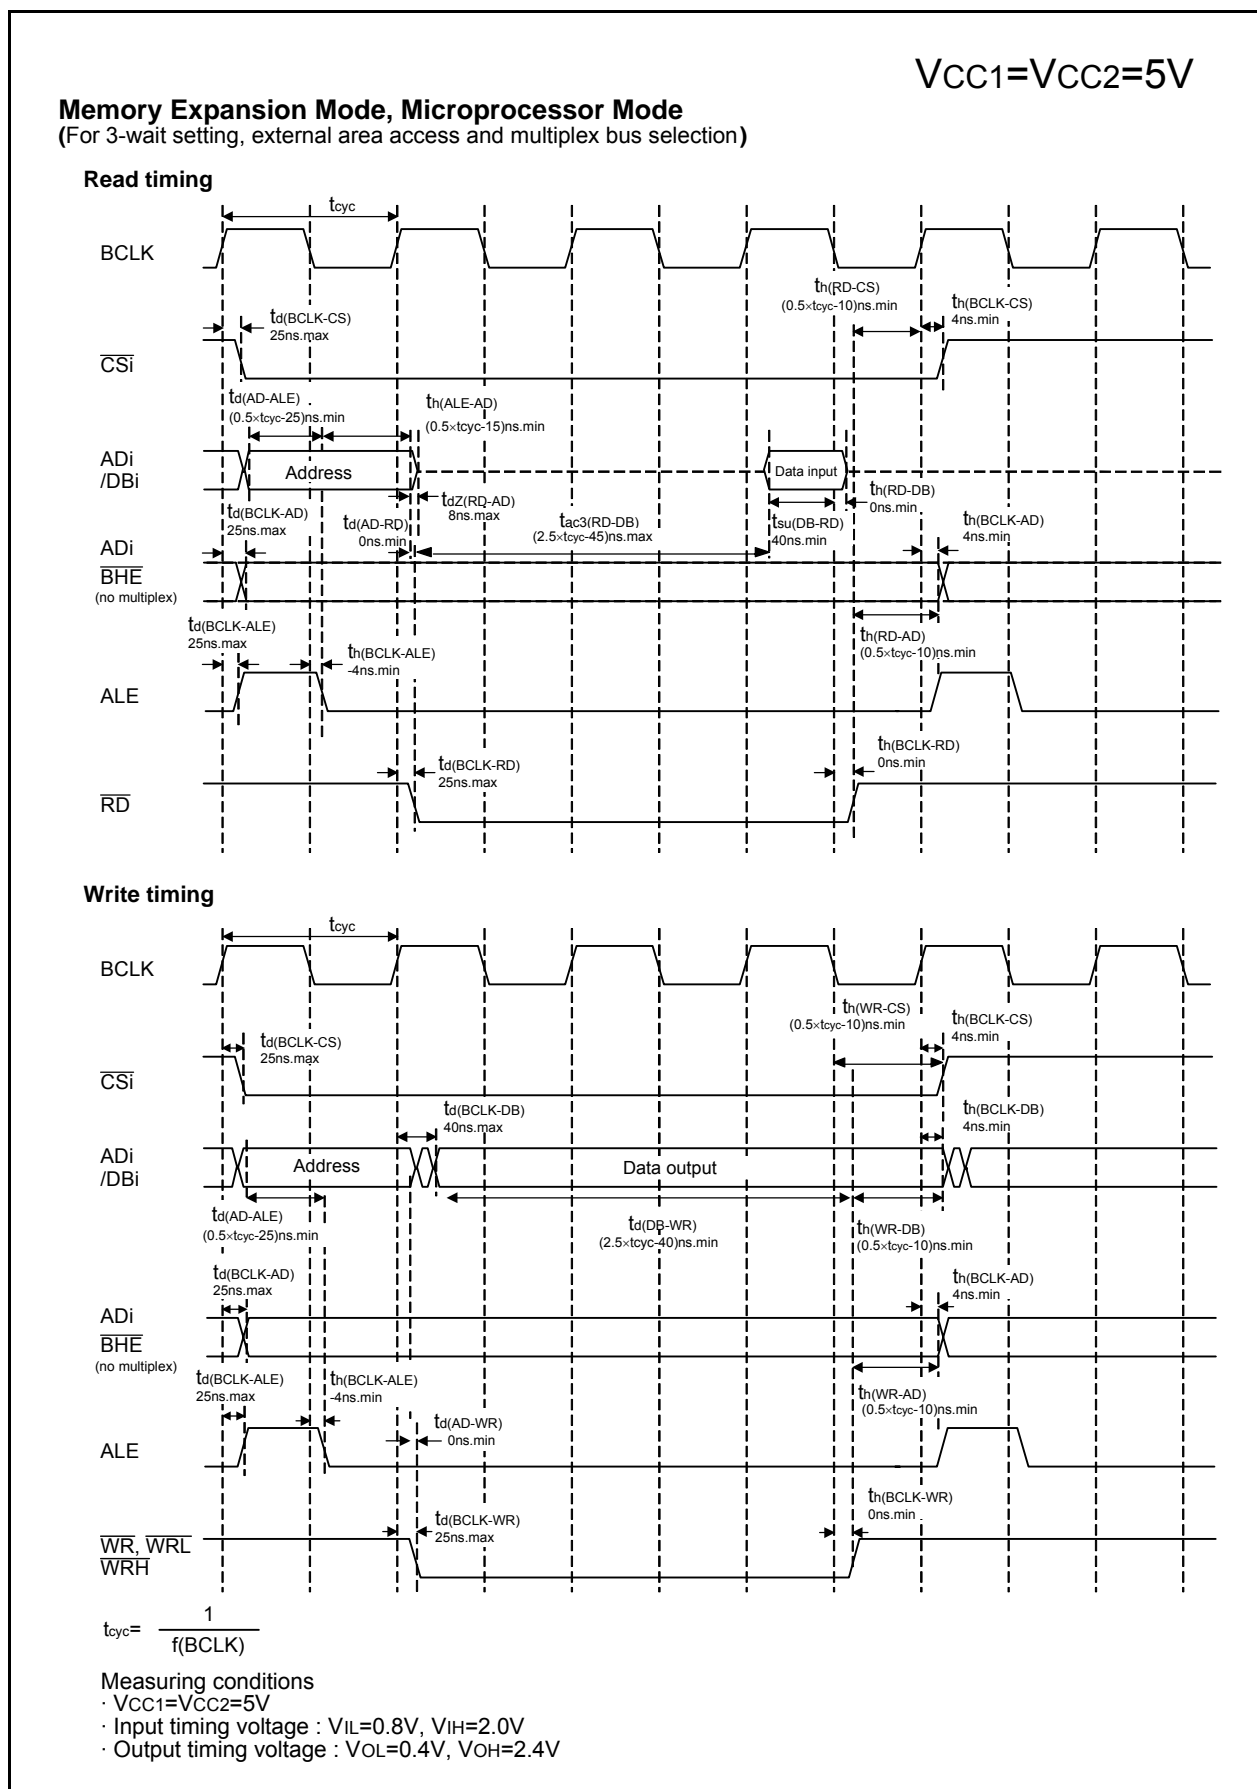 VCC1=VCC2=5V
Memory Expansion Mode, Microprocessor Mode
(For 3-wait setting, external area access and multiplex bus selection)
Read timing
tcyc
BCLK
th(RD-CS)
(0.5×tcyc-10)ns.min
td(BCLK-CS)
25ns.max
th(BCLK-CS)
4ns.min
CSi
td(AD-ALE)
(0.5×tcyc-25)ns.min
th(ALE-AD)
(0.5×tcyc-15)ns.min
ADi
/DBi
Address
Data input
tdZ(RD-AD)
8ns.max
th(RD-DB)
0ns.min
td(BCLK-AD)
25ns.max
td(AD-RD)
0ns.min
tac3(RD-DB)
(2.5×tcyc-45)ns.max
tsu(DB-RD)
40ns.min
th(BCLK-AD)
4ns.min
ADi
BHE
(no multiplex)
td(BCLK-ALE)
25ns.max
th(BCLK-ALE)
-4ns.min
th(RD-AD)
(0.5×tcyc-10)ns.min
ALE
td(BCLK-RD)
25ns.max
th(BCLK-RD)
0ns.min
RD
Write timing
tcyc
BCLK
th(WR-CS)
(0.5×tcyc-10)ns.min
td(BCLK-CS)
25ns.max
th(BCLK-CS)
4ns.min
CSi
td(BCLK-DB)
40ns.max
th(BCLK-DB)
4ns.min
ADi
/DBi
Address
Data output
td(AD-ALE)
(0.5×tcyc-25)ns.min
td(DB-WR)
(2.5×tcyc-40)ns.min
th(WR-DB)
(0.5×tcyc-10)ns.min
td(BCLK-AD)
25ns.max
th(BCLK-AD)
4ns.min
ADi
BHE
(no multiplex)
td(BCLK-ALE)
25ns.max
th(BCLK-ALE)
-4ns.min
th(WR-AD)
(0.5×tcyc-10)ns.min
td(AD-WR)
0ns.min
ALE
td(BCLK-WR)
25ns.max
th(BCLK-WR)
0ns.min
WR, WRL
WRH
tcyc= 1
f(BCLK)
Measuring conditions
· VCC1=VCC2=5V
· Input timing voltage : VIL=0.8V, VIH=2.0V
· Output timing voltage : VOL=0.4V, VOH=2.4V